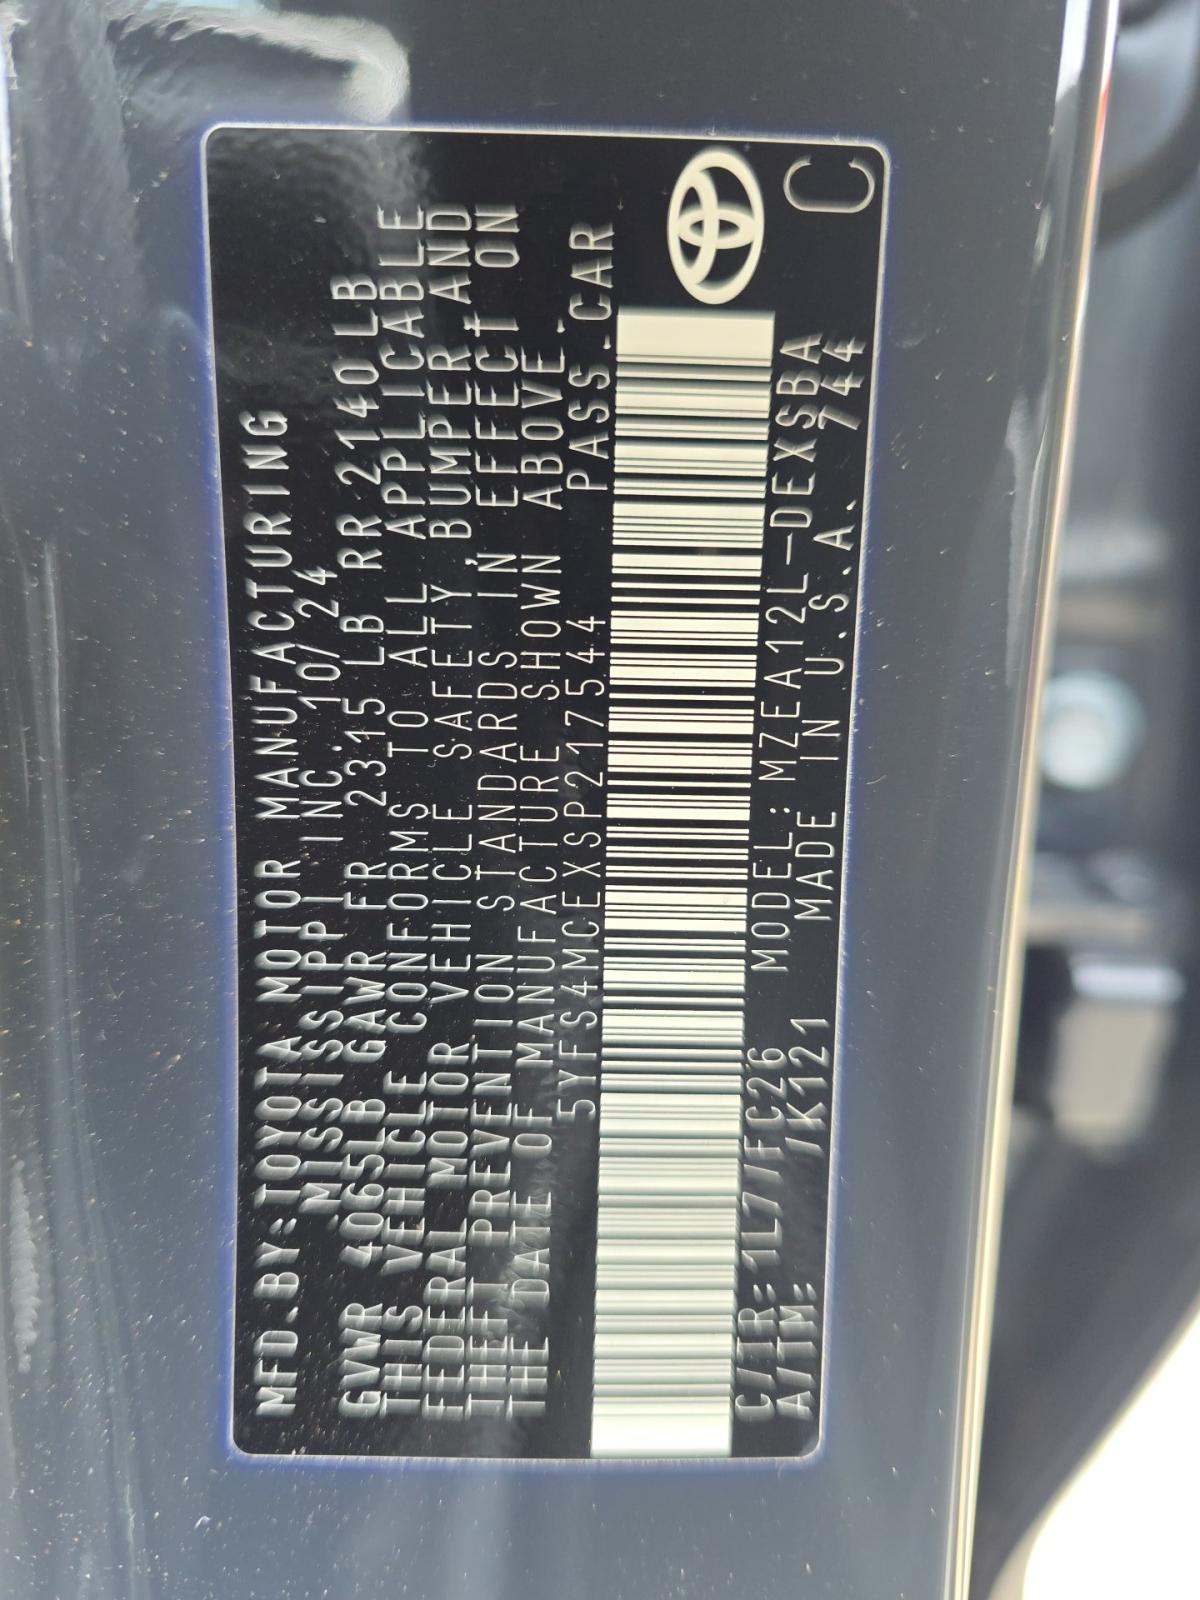 MFD.BY:TOYOTA MOTOR MANUFACTURING
MISSISSIPPI INC. 10/24
GVWR 4065LB GAWR FR 2315LB RR 2140LB
THIS VEHICLE CONFORMS TO ALL APPLICABLE
FEDERAL MOTOR VEHICLE SAFETY, BUMPER AND
THEFT PREVENTION STANDARDS IN EFFECT ON
THE DATE OF MANUFACTURE SHOWN ABOVE.
5YFS4MCEXSP217544 PASS.CAR
C/TR: 1L7/FC26 MODEL: MZEA12L-DEXSBA
A/TM: /K121 MADE IN U.S.A. 744
C